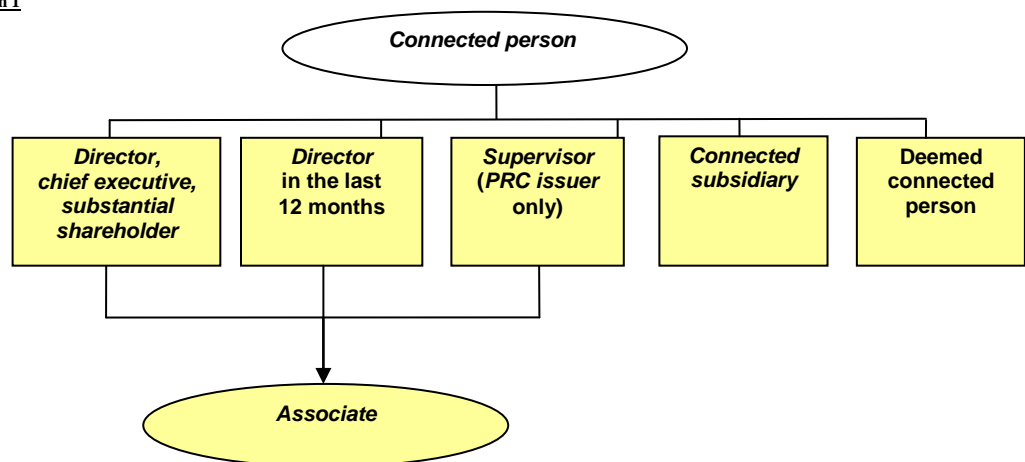 Connected person
Director,
chief executive,
substantial
shareholder
Director
in the last
12 months
Supervisor
(PRC issuer
only)
Connected
subsidiary
Deemed
connected
person
Associate